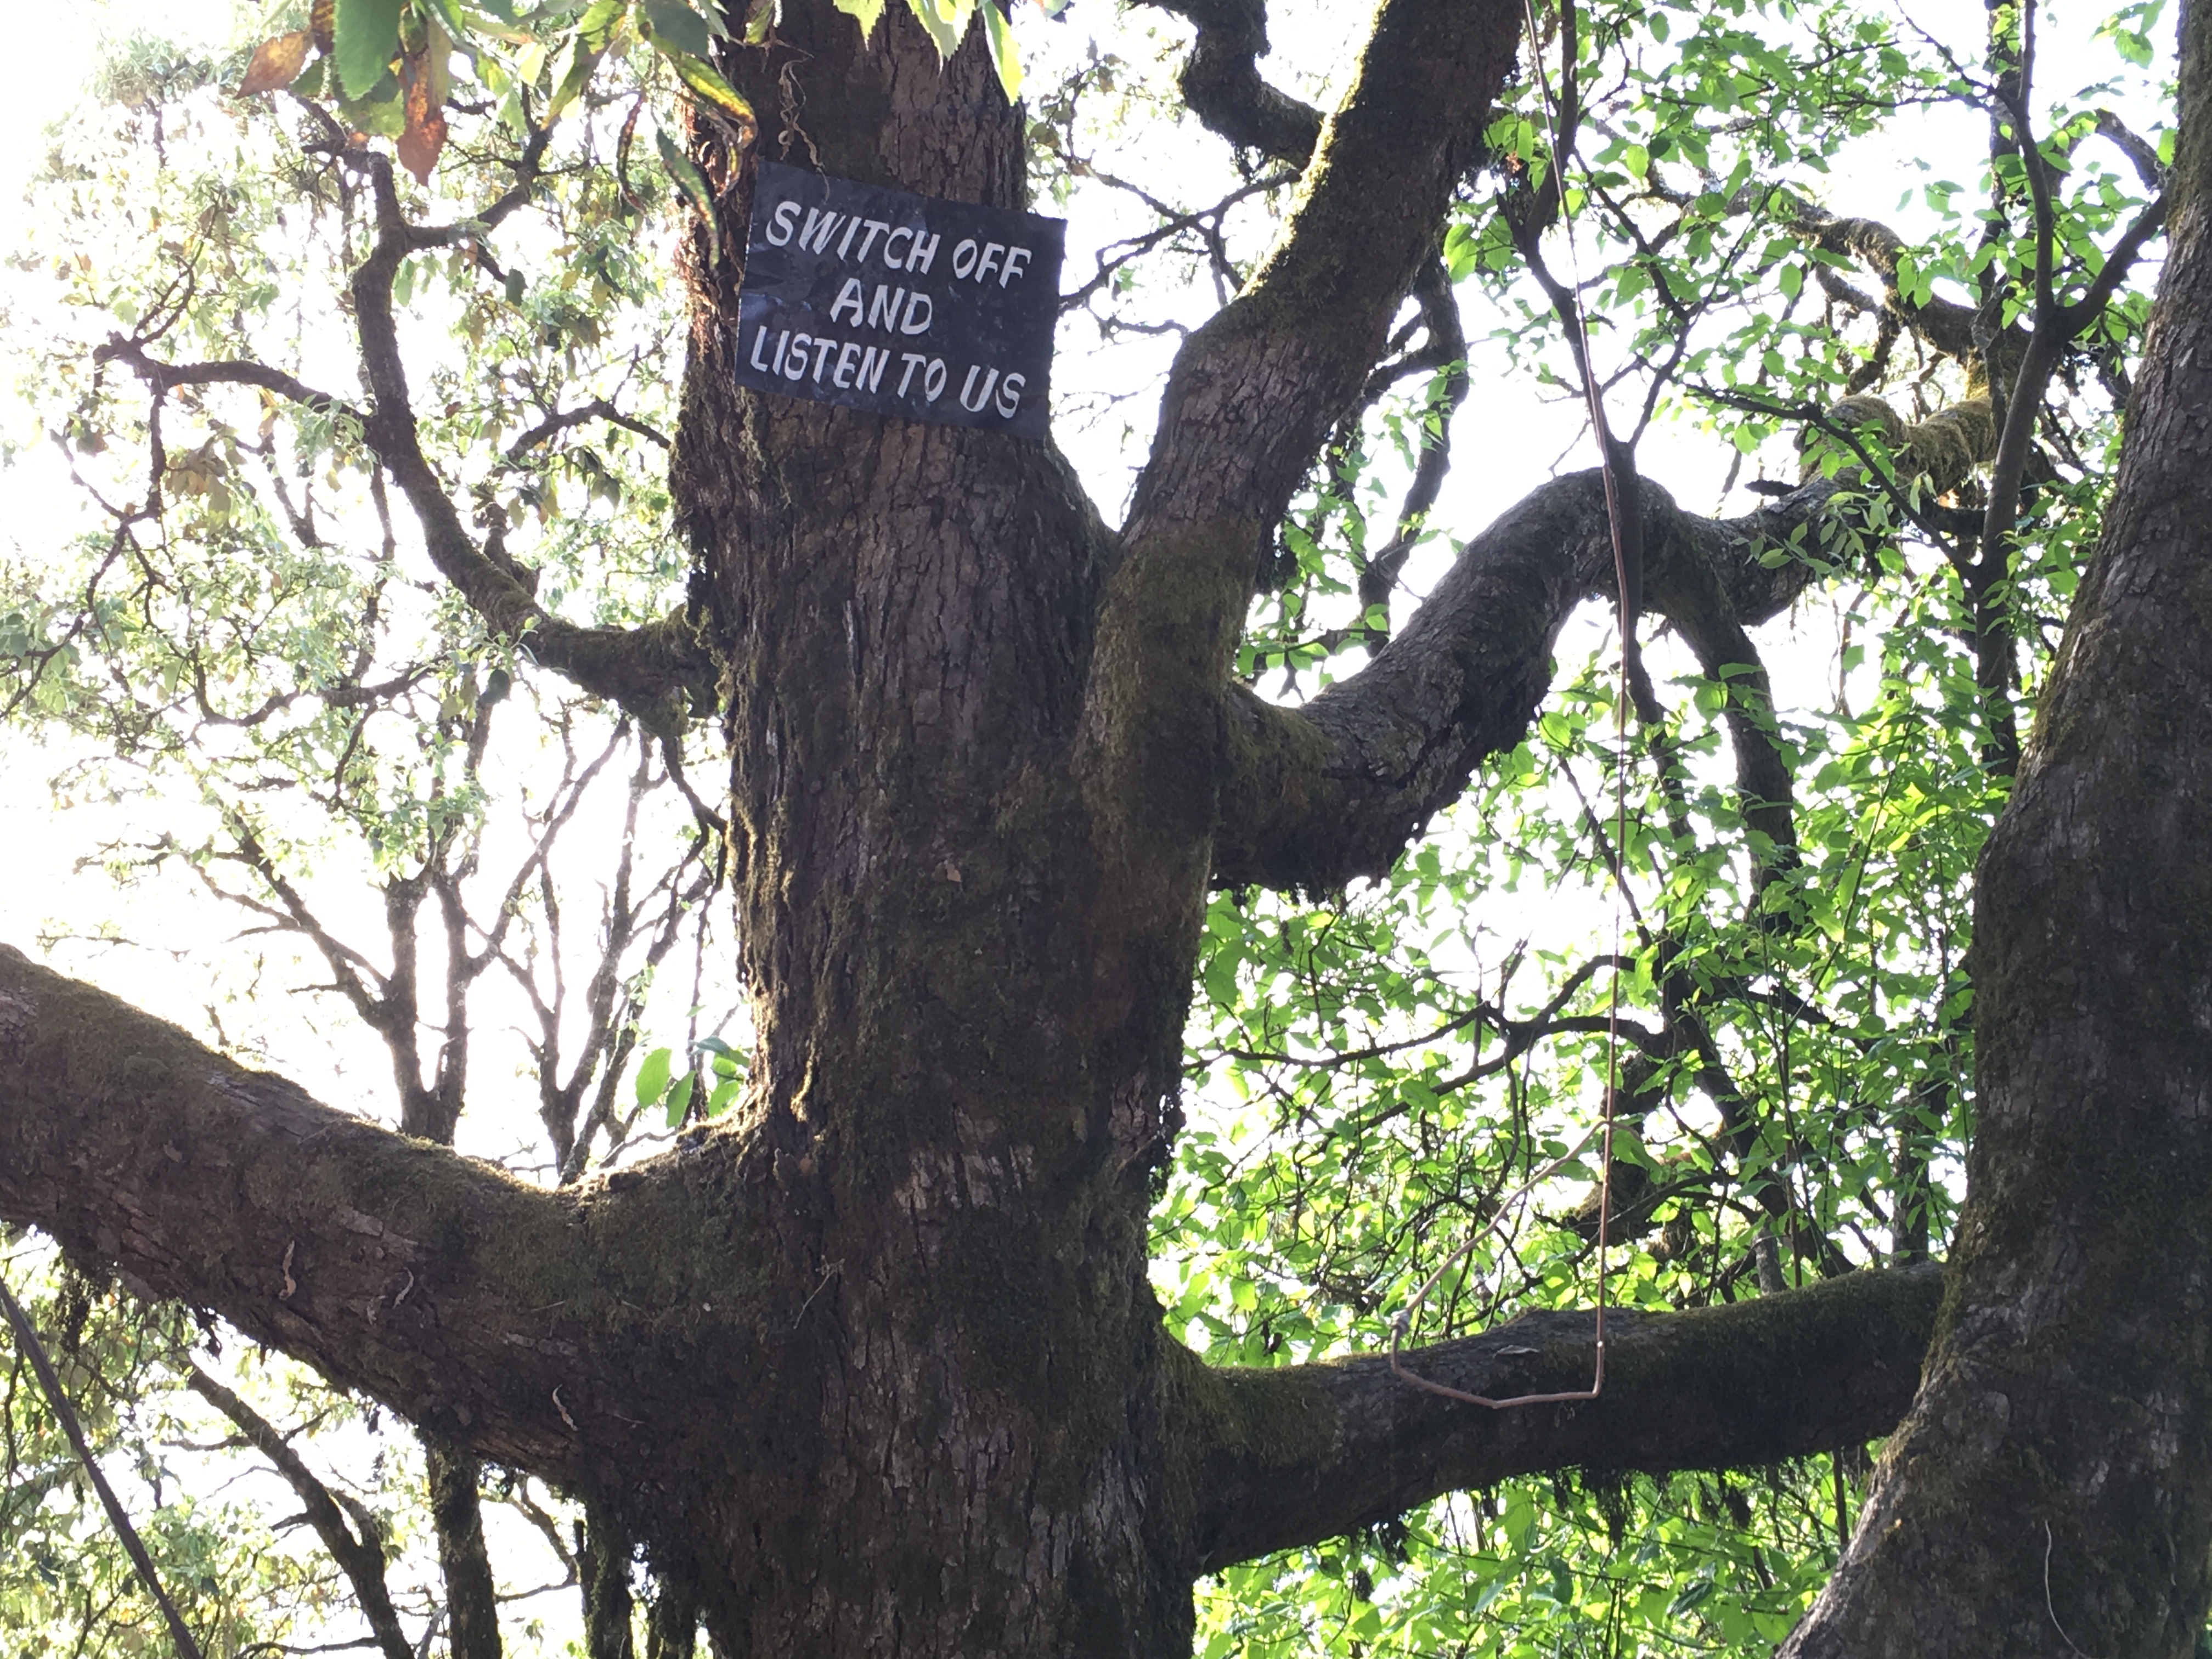 SWITCH OFF
AND
LISTEN TO US